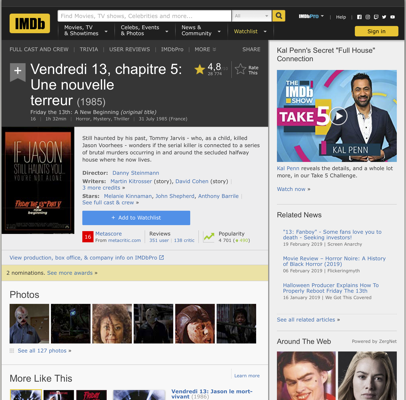 IMDb
Find Movies, TV shows, Celebrities and more...
All
Movies, TV
& Showtimes
Celebs, Events
& Photos
News &
Community
Watchlist
IMDbPro
Help
Sign in
FULL CAST AND CREW | TRIVIA | USER REVIEWS | IMDbPro | MORE
SHARE
Vendredi 13, chapitre 5:
Une nouvelle
terreur (1985)
4,8
Rate
This
Friday the 13th: A New Beginning (original title)
16 | 1h 32min | Horror, Mystery, Thriller | 31 July 1985 (France)
IF JASON
STILL HAUNTS YOU,
YOU'RE NOT ALONE.
Still haunted by his past, Tommy Jarvis - who, as a child, killed
Jason Voorhees - wonders if the serial killer is connected to a series
of brutal murders occurring in and around the secluded halfway
house where he now lives.
Director: Danny Steinmann
Writers: Martin Kitrosser (story), David Cohen (story) |
3 more credits »
Stars: Melanie Kinnaman, John Shepherd, Anthony Barrile |
See full cast & crew »
+ Add to Watchlist
16 Metascore
From metacritic.com
Reviews
351 user | 138 critic
Popularity
4 701
View production, box office, & company info on IMDbPro
2 nominations. See more awards »
Photos
See all 127 photos »
More Like This
Learn more
Vendredi 13: Jason le mort-
vivant (1986)
Kal Penn's Secret "Full House"
Connection
THE IMDb SHOW
TAKE 5
KAL PENN
Kal Penn reveals the details, and a whole
lot more, in our Take 5 Challenge.
Watch now »
Related News
"13: Fanboy" - Some fans love you to
death - Seeking investors!
19 February 2019 | Screen Anarchy
Movie Review – Horror Noire: A History
of Black Horror (2019)
06 February 2019 | Flickeringmyth
Halloween Producer Explains How To
Properly Reboot Friday The 13th
16 January 2019 | We Got This Covered
See all related articles »
Around The Web
Powered by ZergNet